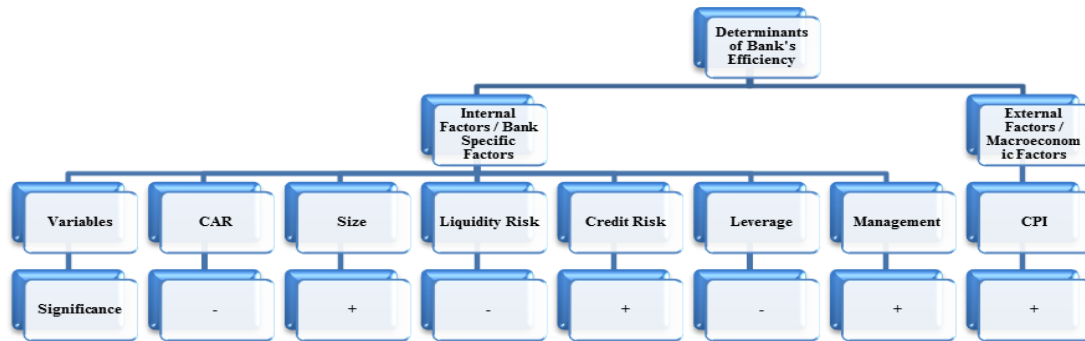 Determinants
of Bank's
Efficiency
Internal
Factors / Bank
Specific
Factors
External
Factors /
Macroeconom
ic Factors
Variables
CAR
Size
Liquidity Risk
Credit Risk
Leverage
Management
CPI
Significance
-
+
-
+
-
+
+